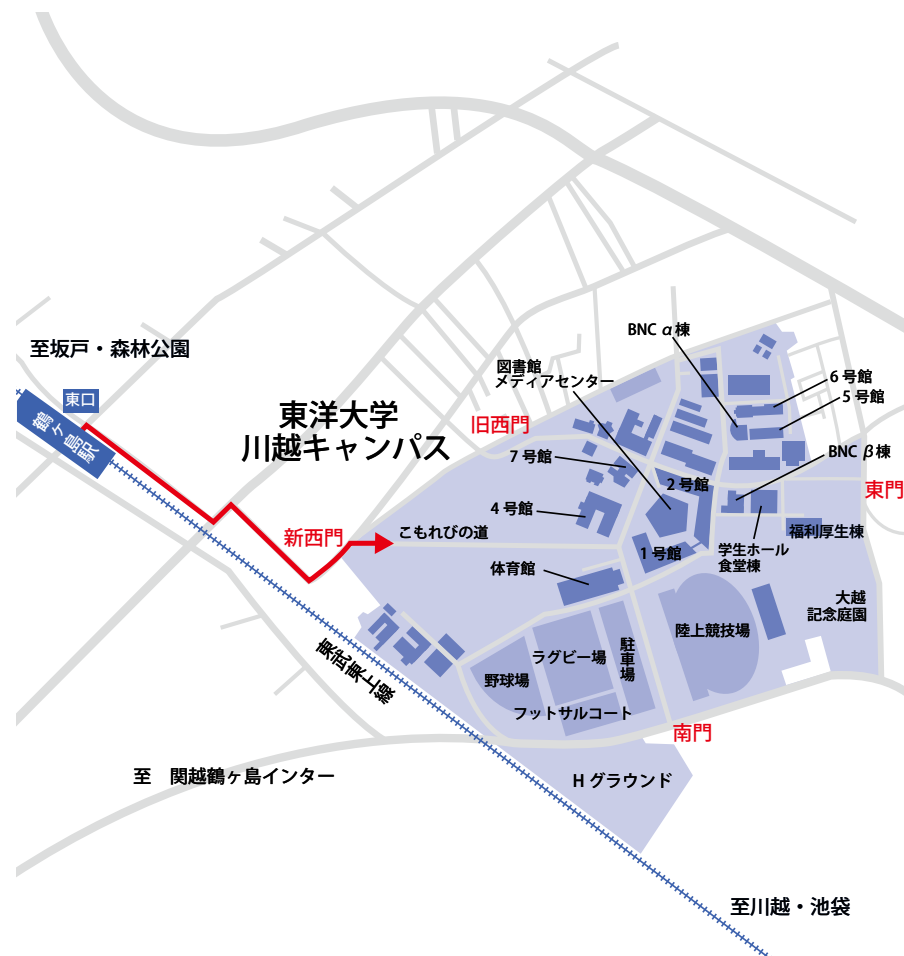 BNC α棟
至坂戸・森林公園
図書館
メディアセンター
6号館
東口
東洋大学
川越キャンパス
5号館
旧西門
鶴ヶ島駅
7号館
BNC β棟
2号館
東門
4号館
新西門
こもれびの道
福利厚生棟
1号館
学生ホール
食堂棟
体育館
大越
記念庭園
陸上競技場
駐車場
ラグビー場
東武東上線
野球場
フットサルコート
南門
至 関越鶴ヶ島インター
Hグラウンド
至川越・池袋